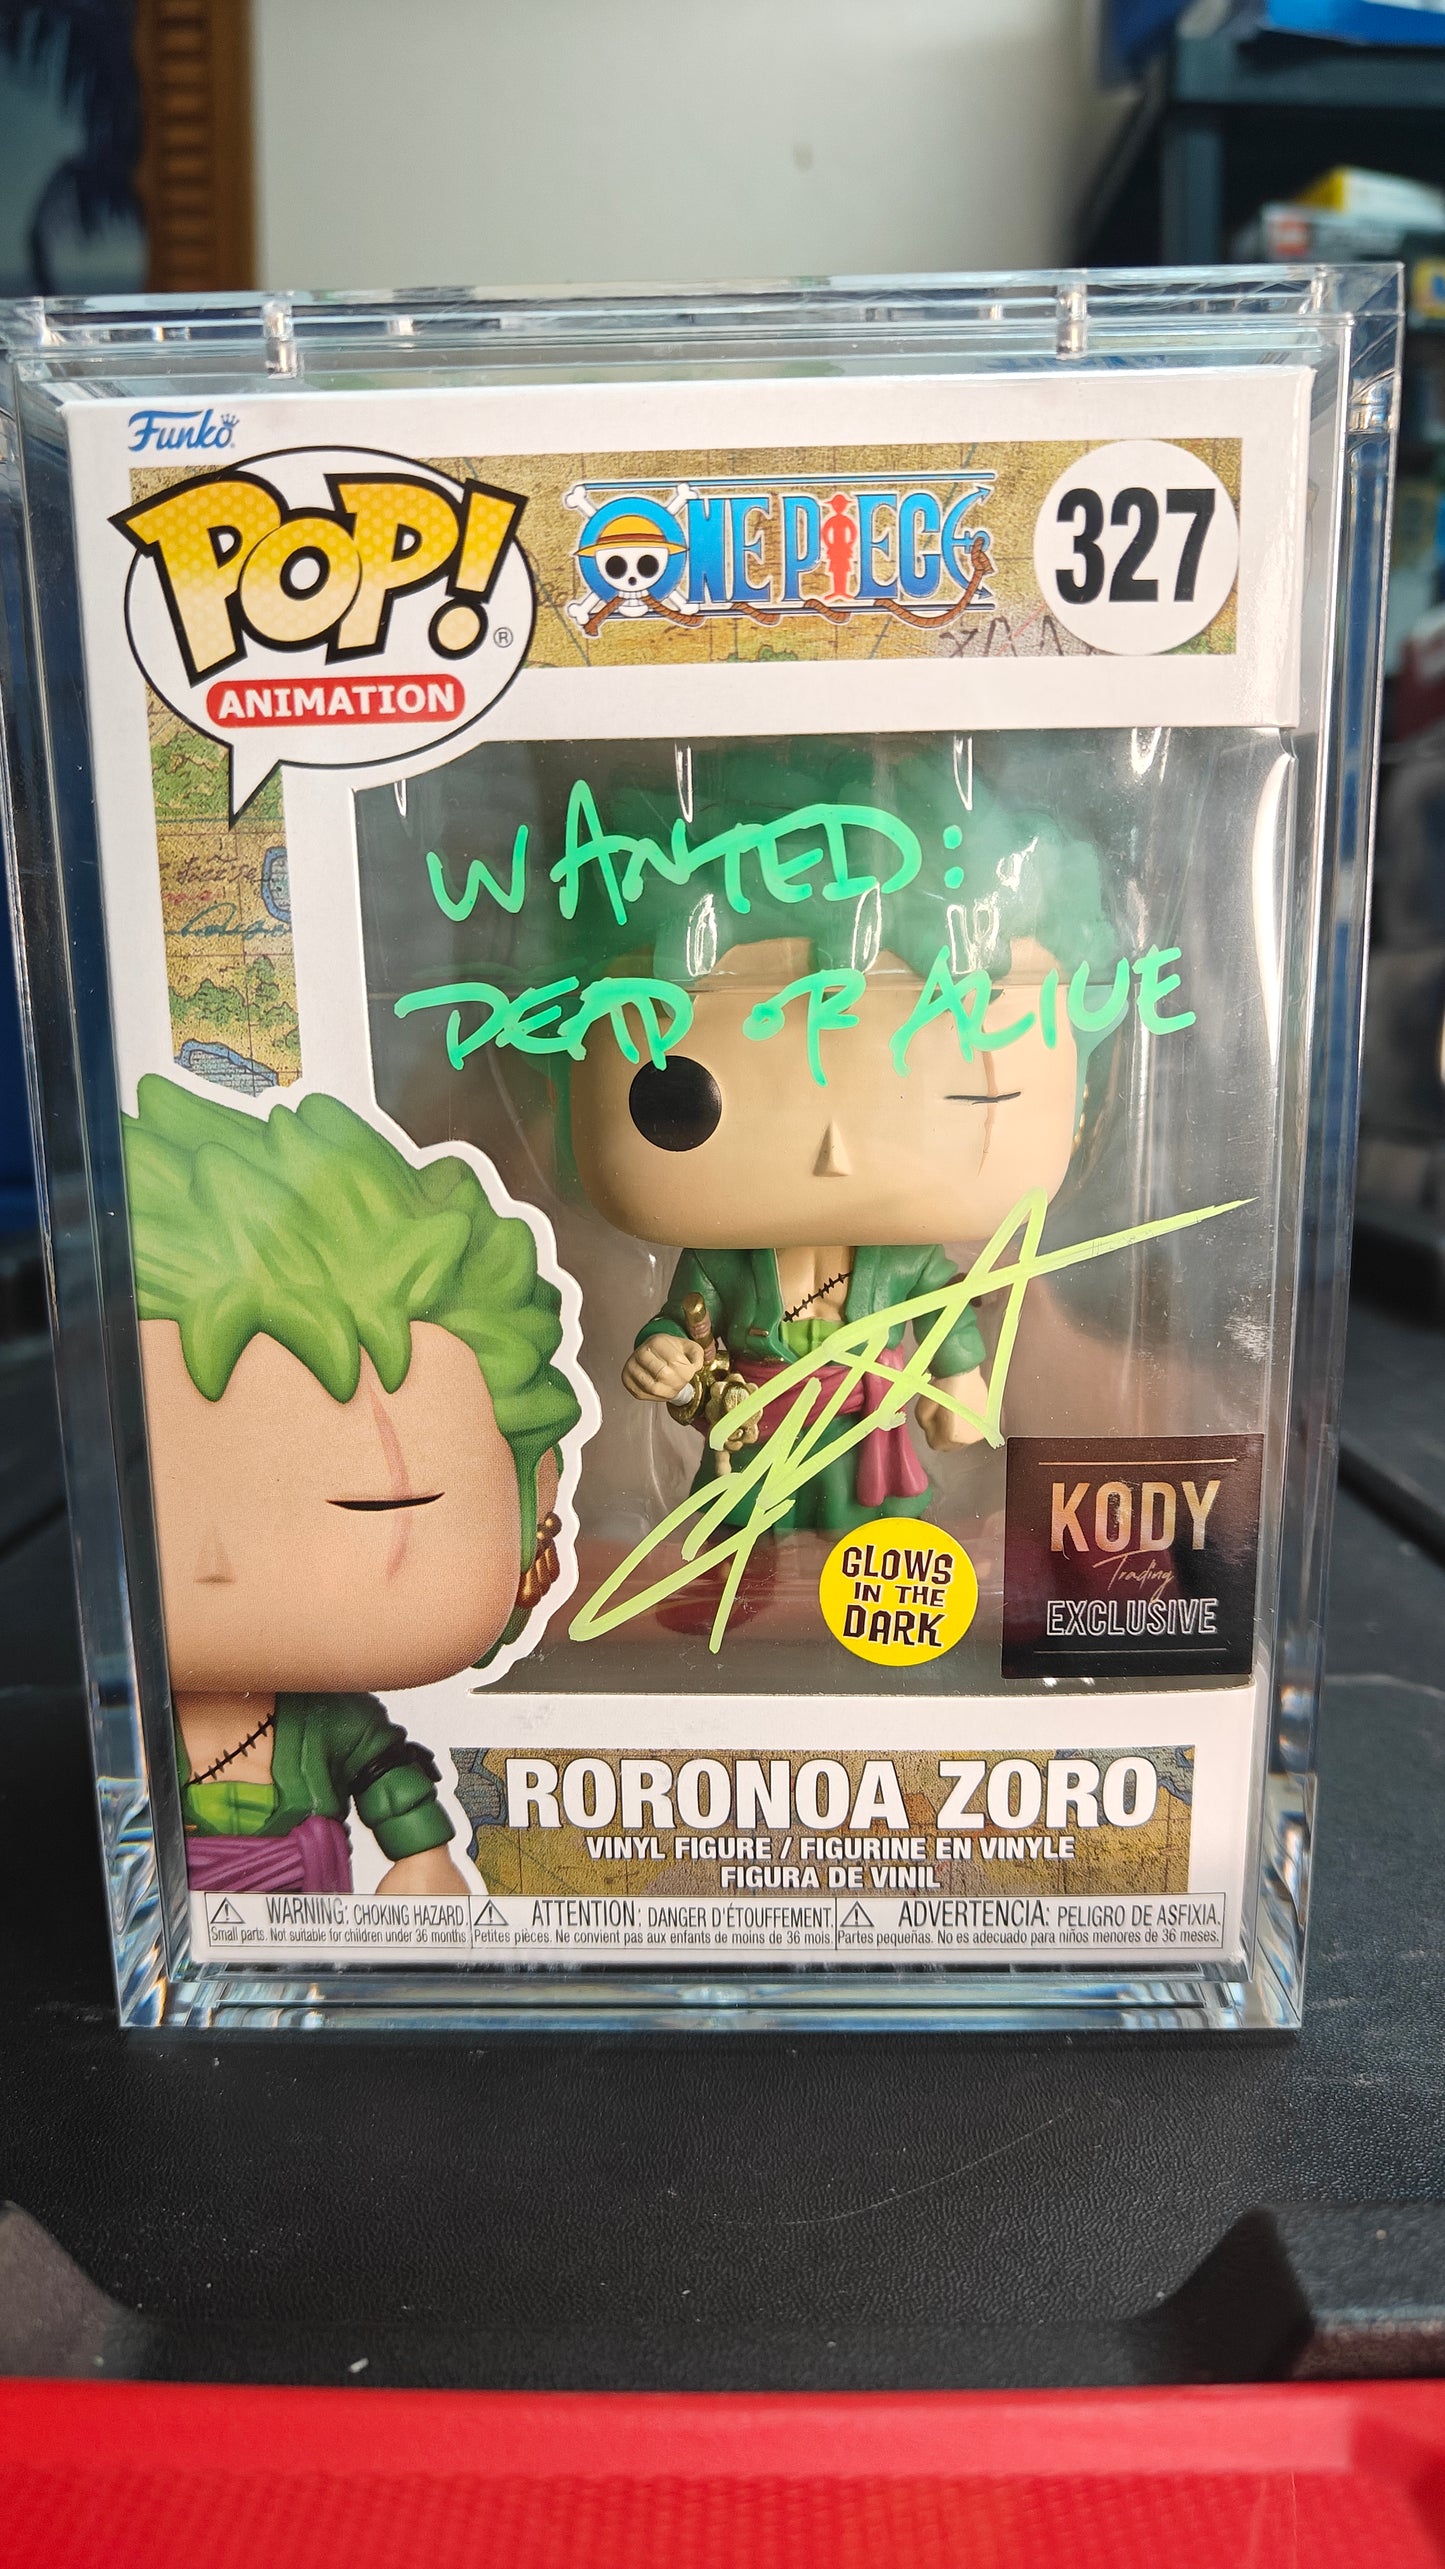 Funko
POP!®
ANIMATION
ONE PIECE
327
WANTED:
DEAD OR ALIVE
GLOWS
IN THE
DARK
KODY
Trading
EXCLUSIVE
RORONOA ZORO
VINYL FIGURE / FIGURINE EN VINYLE
FIGURA DE VINIL
⚠ WARNING: CHOKING HAZARD.
Small parts. Not suitable for children under 36 months
⚠ ATTENTION: DANGER D'ÉTOUFFEMENT.
Petites pièces. Ne convient pas aux enfants de moins de 36 mois.
⚠ ADVERTENCIA: PELIGRO DE ASFIXIA.
Partes pequeñas. No es adecuado para niños menores de 36 meses.